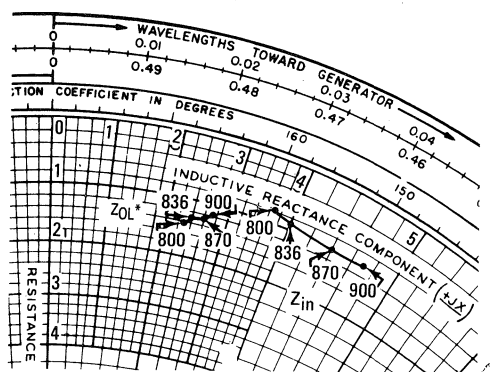 WAVELENGTHS TOWARD GENERATOR
0 0.01 0.02 0.03 0.04
0 0.49 0.48 0.47 0.46
CTION COEFFICIENT IN DEGREES 160 150
0 1 2 3 4 5
INDUCTIVE REACTANCE COMPONENT (+JX)
1
836 900
ZOL*
800 870
800
836
870
900
Zin
2
3
4
RESISTANCE